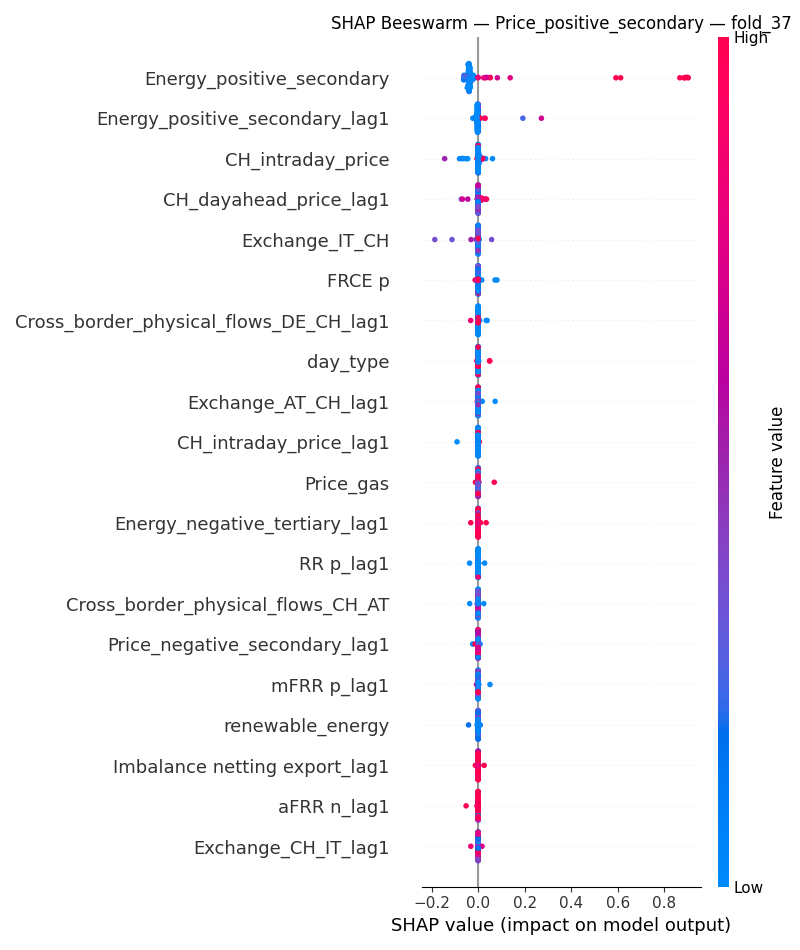 SHAP Beeswarm — Price_positive_secondary — fold_37
High
Energy_positive_secondary
Energy_positive_secondary_lag1
CH_intraday_price
CH_dayahead_price_lag1
Exchange_IT_CH
FRCE p
Cross_border_physical_flows_DE_CH_lag1
day_type
Exchange_AT_CH_lag1
CH_intraday_price_lag1
Price_gas
Energy_negative_tertiary_lag1
RR p_lag1
Cross_border_physical_flows_CH_AT
Price_negative_secondary_lag1
mFRR p_lag1
renewable_energy
Imbalance netting export_lag1
aFRR n_lag1
Exchange_CH_IT_lag1
Feature value
Low
−0.2 0.0 0.2 0.4 0.6 0.8
SHAP value (impact on model output)